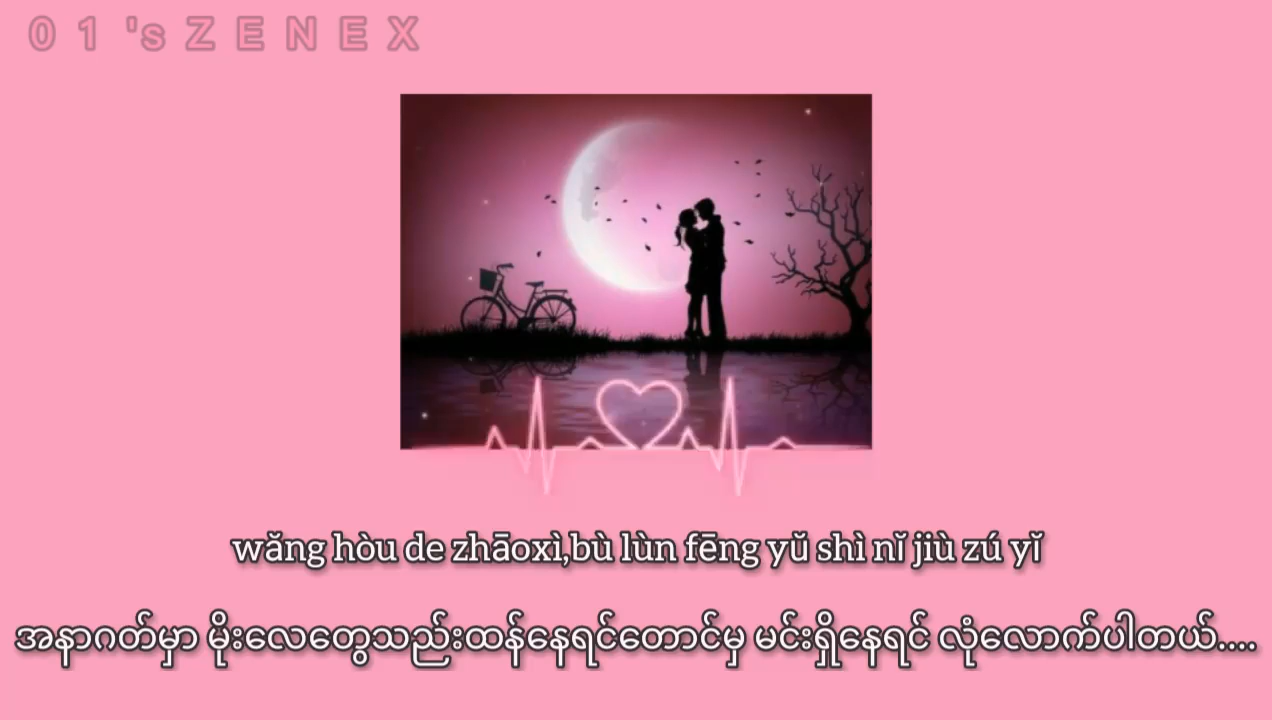 01'sZENEX
wăng hòu de zhāoxì,bù lùn fēng yŭ shì nĭ jiù zú yĭ
အနာဂတ်မှာ မိုးလေတွေသည်းထန်နေရင်တောင်မှ မင်းရှိနေရင် လုံလောက်ပါတယ်....